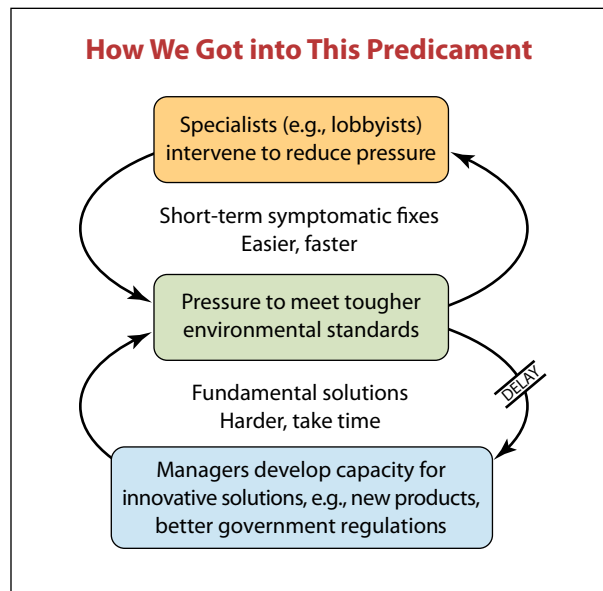 How We Got into This Predicament
Specialists (e.g., lobbyists)
intervene to reduce pressure
Short-term symptomatic fixes
Easier, faster
Pressure to meet tougher
environmental standards
DELAY
Fundamental solutions
Harder, take time
Managers develop capacity for
innovative solutions, e.g., new products,
better government regulations